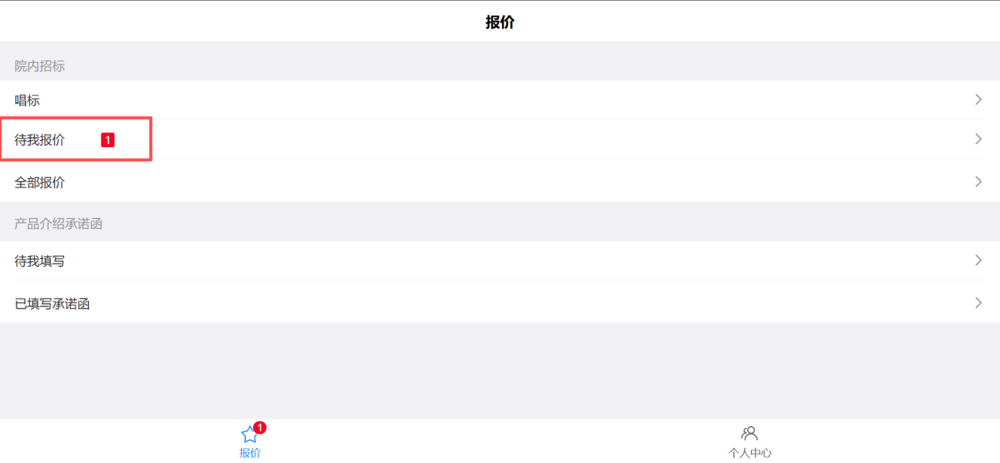 报价
院内招标
唱标
待我报价 1
全部报价
产品介绍承诺函
待我填写
已填写承诺函
1
报价
个人中心